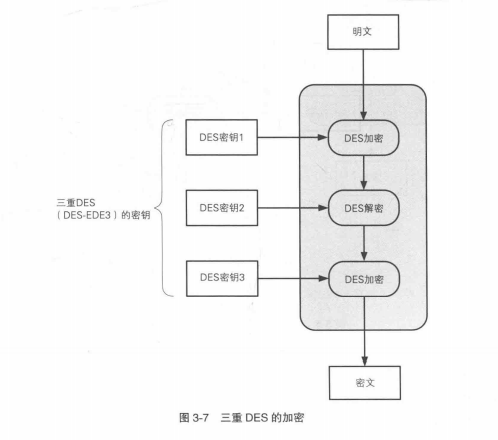 明文
DES密钥1
DES加密
三重DES
（DES-EDE3）的密钥
DES密钥2
DES解密
DES密钥3
DES加密
密文
图 3-7 三重 DES 的加密